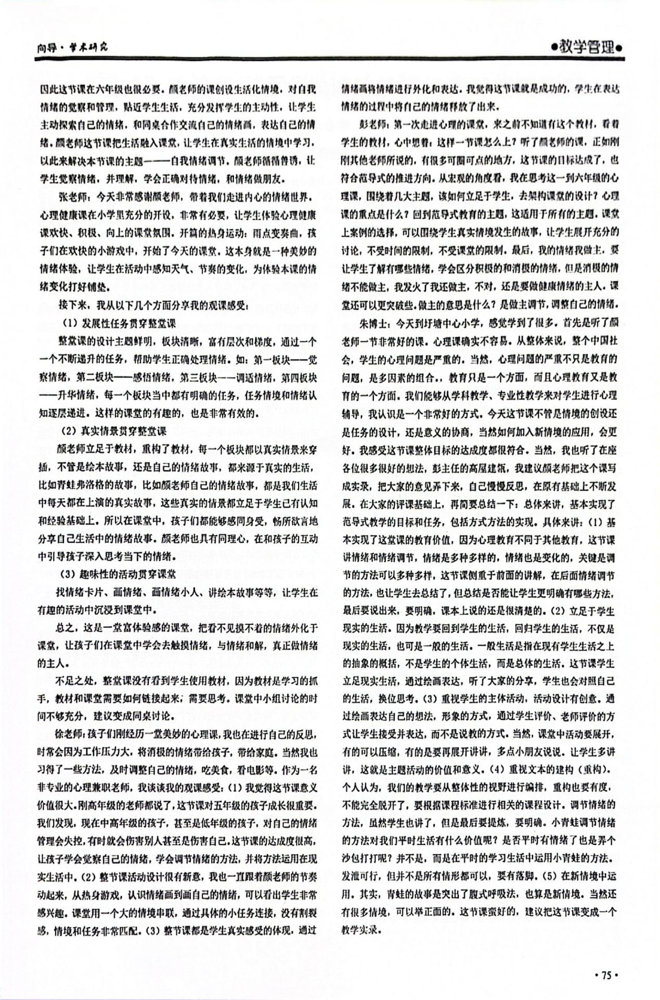 向导·学术研究
●教学管理●
因此这节课在六年级也很必要。颜老师的课创设生活化情境，对自我
情绪的觉察和管理，贴近学生生活，充分发挥学生的主动性，让学生
主动探索自己的情绪，和同桌合作交流自己的情绪画，表达自己的情
绪。颜老师这节课把生活融入课堂，让学生在真实生活的情境中学习，
以此来解决本节课的主题———自我情绪调节。颜老师循循善诱，让
学生觉察情绪，并理解，学会正确对待情绪，和情绪做朋友。
张老师：今天非常感谢颜老师，带着我们走进内心的情绪世界。
心理健康课在小学里充分的开设，非常有必要，让学生体验心理健康
课欢快、积极、向上的课堂氛围。开篇的热身运动：雨点变奏曲，孩
子们在欢快的小游戏中，开始了今天的课堂。这本身就是一种美妙的
情绪体验，让学生在活动中感知天气、节奏的变化，为体验本课的情
绪变化打好铺垫。
接下来，我从以下几个方面分享我的观课感受：
（1）发展性任务贯穿整堂课
整堂课的设计主题鲜明，板块清晰，富有层次和梯度，通过一个
一个不断递升的任务，帮助学生正确处理情绪。如：第一板块——觉
察情绪，第二板块——感悟情绪，第三板块——调适情绪，第四板块
——升华情绪，每一个板块当中都有明确的任务，任务情境和情绪认
知逐层递进。这样的课堂的有趣的，也是非常有效的。
（2）真实情景贯穿整堂课
颜老师立足于教材，重构了教材，每一个板块都以真实情景来穿
插，不管是绘本故事，还是自己的情绪故事，都来源于真实的生活，
比如青蛙弗洛格的故事，比如颜老师自己的情绪故事，都是我们生活
中每天都在上演的真实故事，这些真实的情景都立足于学生已有认知
和经验基础上。所以在课堂中，孩子们都能够感同身受，畅所欲言地
分享自己生活中的情绪故事。颜老师也具有同理心，在和孩子的互动
中引导孩子深入思考当下的情绪。
（3）趣味性的活动贯穿课堂
找情绪卡片、画情绪、画情绪小人、讲绘本故事等等，让学生在
有趣的活动中沉浸到课堂中。
总之，这是一堂富体验感的课堂，把看不见摸不着的情绪外化于
课堂，让孩子们在课堂中学会去触摸情绪，与情绪和解，真正做情绪
的主人。
不足之处，整堂课没有看到学生使用教材，因为教材是学习的抓
手，教材和课堂需要如何链接起来，需要思考。课堂中小组讨论的时
间不够充分，建议变成同桌讨论。
徐老师：孩子们刚经历一堂美妙的心理课，我也在进行自己的反思，
时常会因为工作压力大，将消极的情绪带给孩子，带给家庭。当然我也
习得了一些方法，及时调整自己的情绪，吃美食，看电影等。作为一名
非专业的心理兼职老师，我谈谈我的观课感受：（1）我觉得这节课意义
价值很大。刚高年级的老师都说了，这节课对五年级的孩子成长很重要。
我们发现，现在中高年级的孩子，甚至是低年级的孩子，对自己的情绪
管理会失控，有时就会伤害别人甚至是伤害自己。这节课的达成度很高，
让孩子学会觉察自己的情绪，学会调节情绪的方法，并将方法运用在现
实生活中。（2）整节课活动设计很有新意，我也一直跟着颜老师的节奏
动起来，从热身游戏，认识情绪画到画自己的情绪，可以看出学生非常
感兴趣。课堂用一个大的情境串联，通过具体的小任务连接，没有割裂
感，情境和任务非常匹配。（3）整节课都是学生真实感受的体现，通过
情绪画将情绪进行外化和表达。我觉得这节课就是成功的，学生在表达
情绪的过程中将自己的情绪释放了出来。
彭老师：第一次走进心理的课堂，来之前不知道有这个教材，看着
学生的教材，心中想着：这样一节课怎么上？听了颜老师的课，正如刚
刚其他老师所说的，有很多可圈可点的地方，这节课的目标达成了，也
符合范导式的推进方向。从宏观的角度看，我在思考这一到六年级的心
理课，围绕着几大主题，该如何立足于学生，去架构课堂的设计？心理
课的重点是什么？回到范导式教育的主题，这适用于所有的主题。课堂
上案例的选择，可以围绕学生真实情境发生的故事，让学生展开充分的
讨论，不受时间的限制，不受课堂的限制。最后，我的情绪我做主，要
让学生了解有哪些情绪，学会区分积极的和消极的情绪，但是消极的情
绪不能做主，我发火了我还做主，不对，还是要做健康情绪的主人。课
堂还可以更突破些。做主的意思是什么？是做主调节，调整自己的情绪。
朱博士：今天到圩塘中心小学，感觉学到了很多。首先是听了颜
老师一节非常好的课。心理课确实不容易。从整体来说，整个中国社
会，学生的心理问题是严重的。当然，心理问题的严重不只是教育的
问题，是多因素的组合。，教育只是一个方面，而且心理教育又是教
育的一个方面。我们能够从学科教学、专业性教学来对学生进行心理
辅导，我认识是一个非常好的方式。今天这节课不管是情境的创设还
是任务的设计，还是意义的协商，当然如何加入新情境的应用，会更
好。我感受这节课整体目标的达成度都很符合。当然，我也听了在座
各位很多很好的想法，彭主任的高屋建瓴，我建议颜老师把这个课写
成实录，把大家的意见弄下来，自己慢慢反思，在原有基础上不断发
展。在大家的评课基础上，再简要总结一下：总体来讲，基本实现了
范导式教学的目标和任务，包括方式方法的实现。具体来讲：（1）基
本实现了这堂课的教育价值，因为心理教育不同于其他教育，这节课
讲情绪和情绪调节，情绪是多种多样的，情绪也是变化的，关键是调
节的方法可以多种多样，这节课侧重于前面的讲解，在后面情绪调节
的方法，也让学生去总结了，但总结是否能让学生更明确有哪些方法，
最后要说出来，要明确，课本上说的还是很清楚的。（2）立足于学生
现实的生活。因为教学要回到学生的生活，回归学生的生活，不仅是
现实的生活，也可是一般的生活。一般生活是指在现有学生生活之上
的抽象的概括，不是学生的个体生活，而是总体的生活。这节课学生
立足现实生活，通过绘画表达，听了大家的分享，学生也会对照自己
的生活，换位思考。（3）重视学生的主体活动，活动设计有创意。通
过绘画表达自己的想法，形象的方式，通过学生评价、老师评价的方
式让学生接受并表达，而不是说教的方式。当然，课堂中活动要展开，
有的可以压缩，有的是要再展开讲讲，多点小朋友说说。让学生多讲
讲，这就是主题活动的价值和意义。（4）重视文本的建构（重构）。
个人认为，我们的教学要从整体性的视野进行编排，重构也要有度，
不能完全脱开了，要根据课程标准进行相关的课程设计。调节情绪的
方法，虽然学生也讲了，但是最后要提炼，要明确。小青蛙调节情绪
的方法对我们平时生活有什么价值呢？是否平时有情绪了也是弄个
沙包打打呢？并不是，而是在平时的学习生活中运用小青蛙的方法。
发泄可行，但并不是所有情形都可以，要有落脚。（5）在新情境中运
用。其实，青蛙的故事是突出了腹式呼吸法，也算是新情境。当然还
有很多情境，可以举正面的。这节课蛮好的，建议把这节课变成一个
教学实录。
·75·